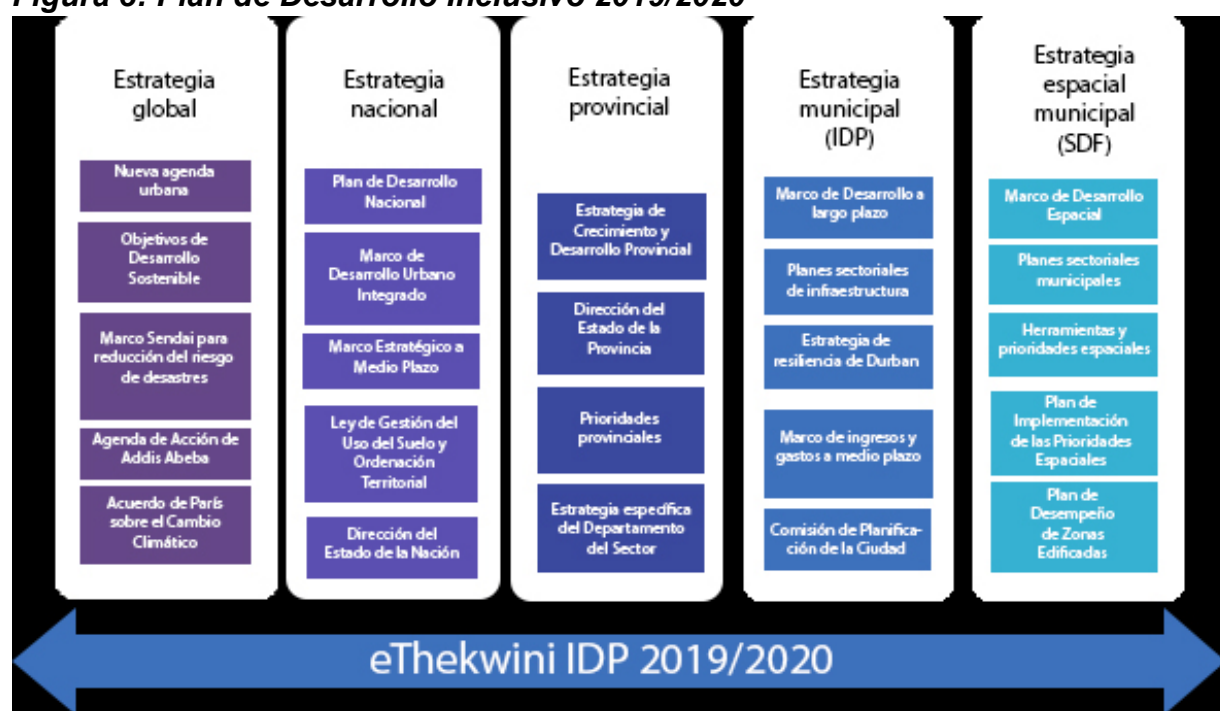 Estrategia
global
Nueva agenda
urbana
Objetivos de
Desarrollo
Sostenible
Marco Sendai para
reducción del riesgo
de desastres
Agenda de Acción de
Addis Abeba
Acuerdo de París
sobre el Cambio
Climático
Estrategia
nacional
Plan de Desarrollo
Nacional
Marco de
Desarrollo Urbano
Integrado
Marco Estratégico a
Medio Plazo
Ley de Gestión del
Uso del Suelo y
Ordenación
Territorial
Dirección del
Estado de la Nación
Estrategia
provincial
Estrategia de
Crecimiento y
Desarrollo Provincial
Dirección del
Estado de la
Provincia
Prioridades
provinciales
Estrategia específica
del Departamento
del Sector
Estrategia
municipal
(IDP)
Marco de Desarrollo a
largo plazo
Planes sectoriales
de infraestructura
Estrategia de
resiliencia de Durban
Marco de ingresos y
gastos a medio plazo
Comisión de Planifica-
ción de la Ciudad
Estrategia
espacial
municipal
(SDF)
Marco de Desarrollo
Espacial
Planes sectoriales
municipales
Herramientas y
prioridades espaciales
Plan de
Implementación
de las Prioridades
Espaciales
Plan de
Desempeño
de Zonas
Edificadas
eThekwini IDP 2019/2020